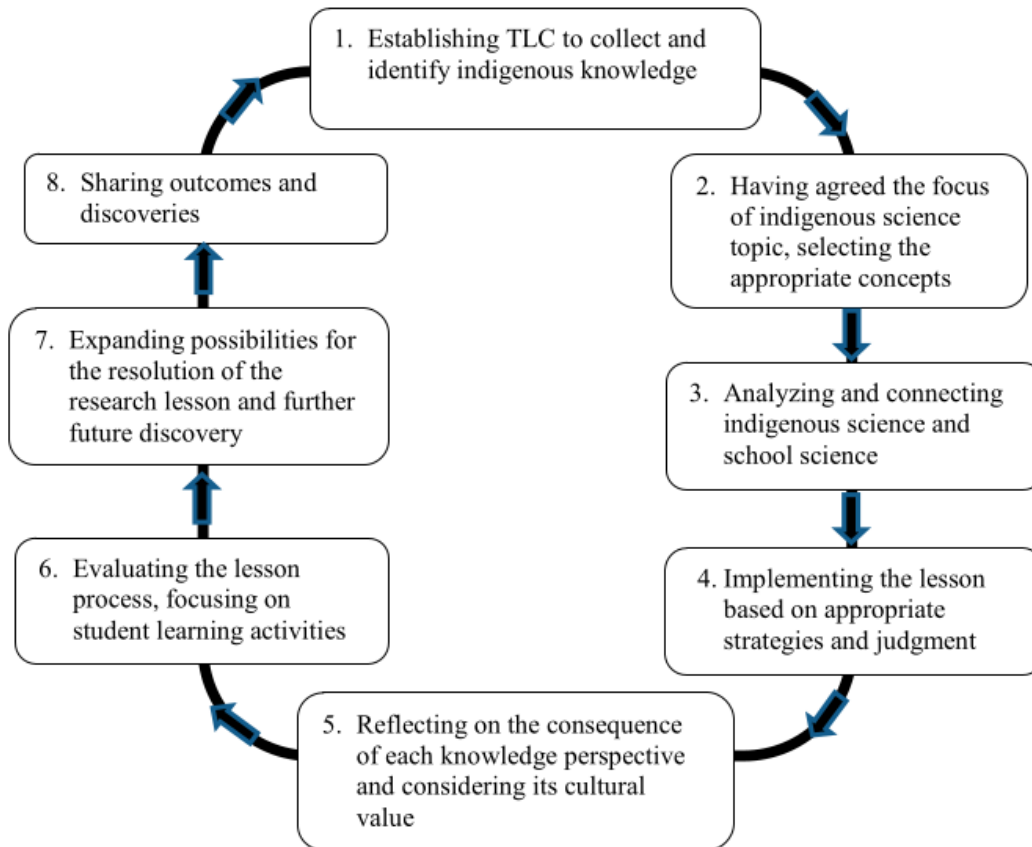 1. Establishing TLC to collect and
identify indigenous knowledge
2. Having agreed the focus
of indigenous science
topic, selecting the
appropriate concepts
3. Analyzing and connecting
indigenous science and
school science
4. Implementing the lesson
based on appropriate
strategies and judgment
5. Reflecting on the consequence
of each knowledge perspective
and considering its cultural
value
6. Evaluating the lesson
process, focusing on
student learning activities
7. Expanding possibilities for
the resolution of the
research lesson and further
future discovery
8. Sharing outcomes and
discoveries